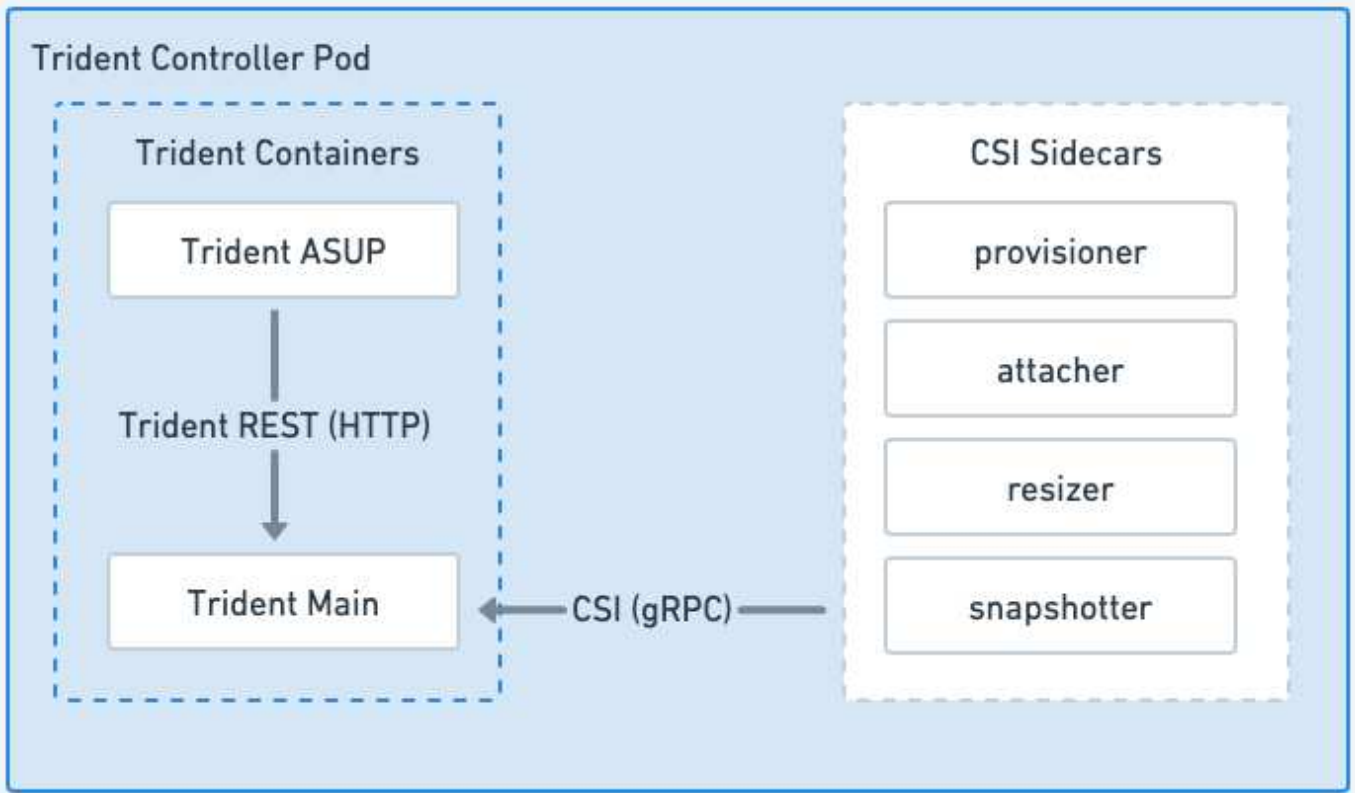 Trident Controller Pod
Trident Containers
Trident ASUP
Trident REST (HTTP)
Trident Main
CSI (gRPC)
CSI Sidecars
provisioner
attacher
resizer
snapshotter